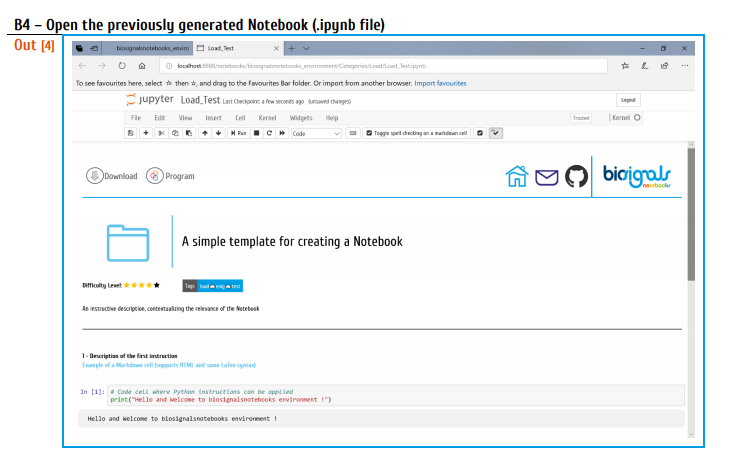 B4 – Open the previously generated Notebook (.ipynb file)
Out [4]
biosignalsnotebooks_enviro Load_Test
localhost:8888/notebooks/biosignalsnotebooks_environment/Categories/Load/Load_Test.ipynb
To see favourites here, select ☆ then ☆, and drag to the Favourites Bar folder. Or import from another browser. Import favourites
jupyter Load_Test Last Checkpoint: a few seconds ago (unsaved changes) Logout
File Edit View Insert Cell Kernel Widgets Help Trusted Kernel
Run Code Toggle spell checking on a markdown cell
Download Program biosignals
notebooks
A simple template for creating a Notebook
Difficulty Level: ★★★★★ Tags load eng test
An instructive description, contextualizing the relevance of the Notebook
1 - Description of the first instruction
Example of a Markdown cell (supports HTML and some LaTex syntax)
In [1]: # Code cell where Python instructions can be applied
print("Hello and Welcome to biosignalsnotebooks environment !")
Hello and Welcome to biosignalsnotebooks environment !